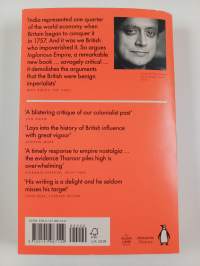 'India represented one quarter
of the world economy when
Britain began to conquer it
in 1757. And it was we British
who impoverished it. So argues
Inglorious Empire, a remarkable
new book ... savagely critical ...
it demolishes the arguments
that the British were benign
imperialists'
'A blistering critique of our colonialist past'
'Lays into the history of British influence
with great vigour'
'A timely response to empire nostalgia ...
the evidence Tharoor piles high is
overwhelming'
'His writing is a delight and he seldom
misses his target'
PENGUIN